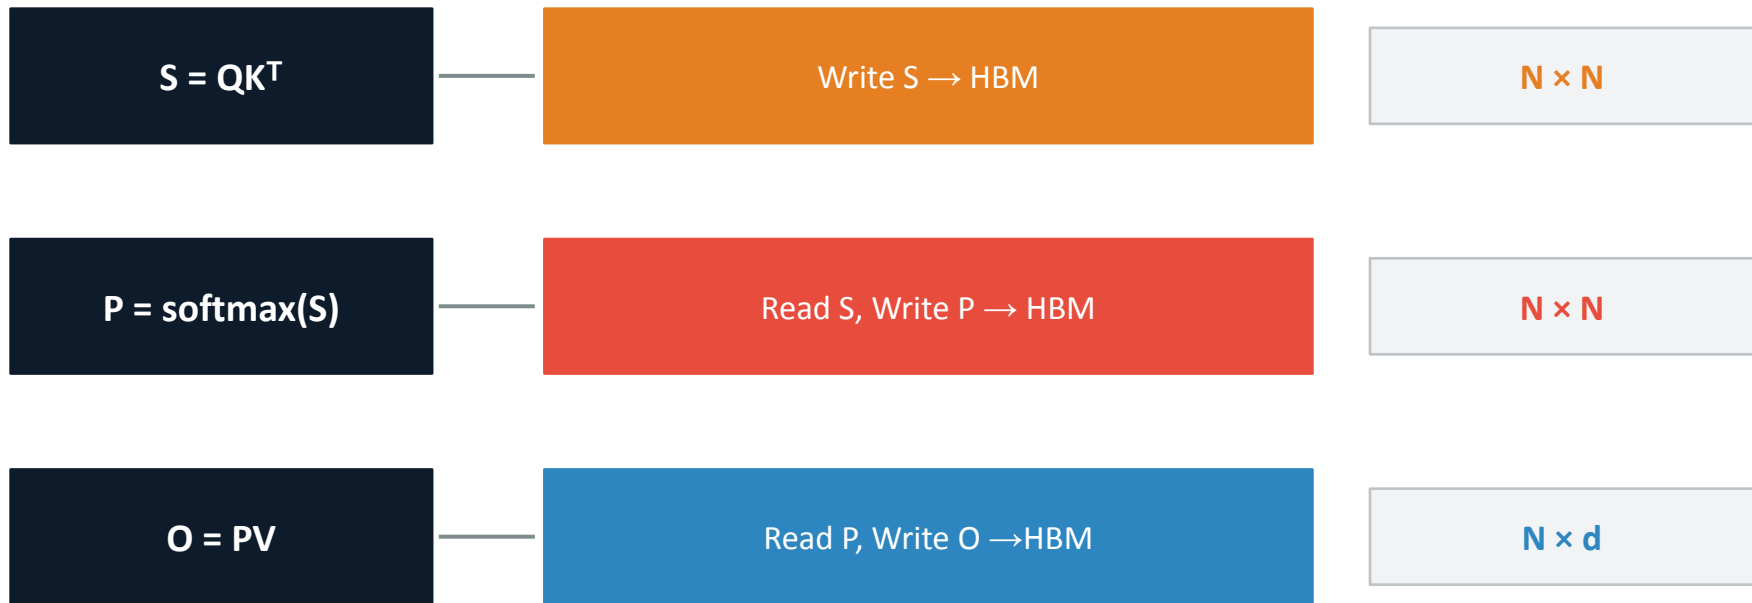 S = QKᵀ
Write S → HBM
N × N
P = softmax(S)
Read S, Write P → HBM
N × N
O = PV
Read P, Write O →HBM
N × d